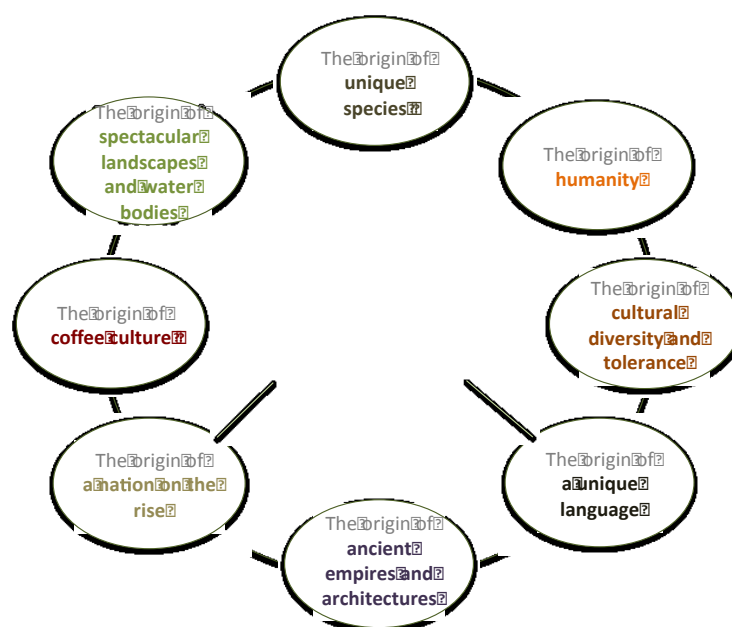 The origin of
unique
species
The origin of
humanity
The origin of
cultural
diversity and
tolerance
The origin of
a unique
language
The origin of
ancient
empires and
architectures
The origin of
a nation on the
rise
The origin of
coffee culture
The origin of
spectacular
landscapes
and water
bodies